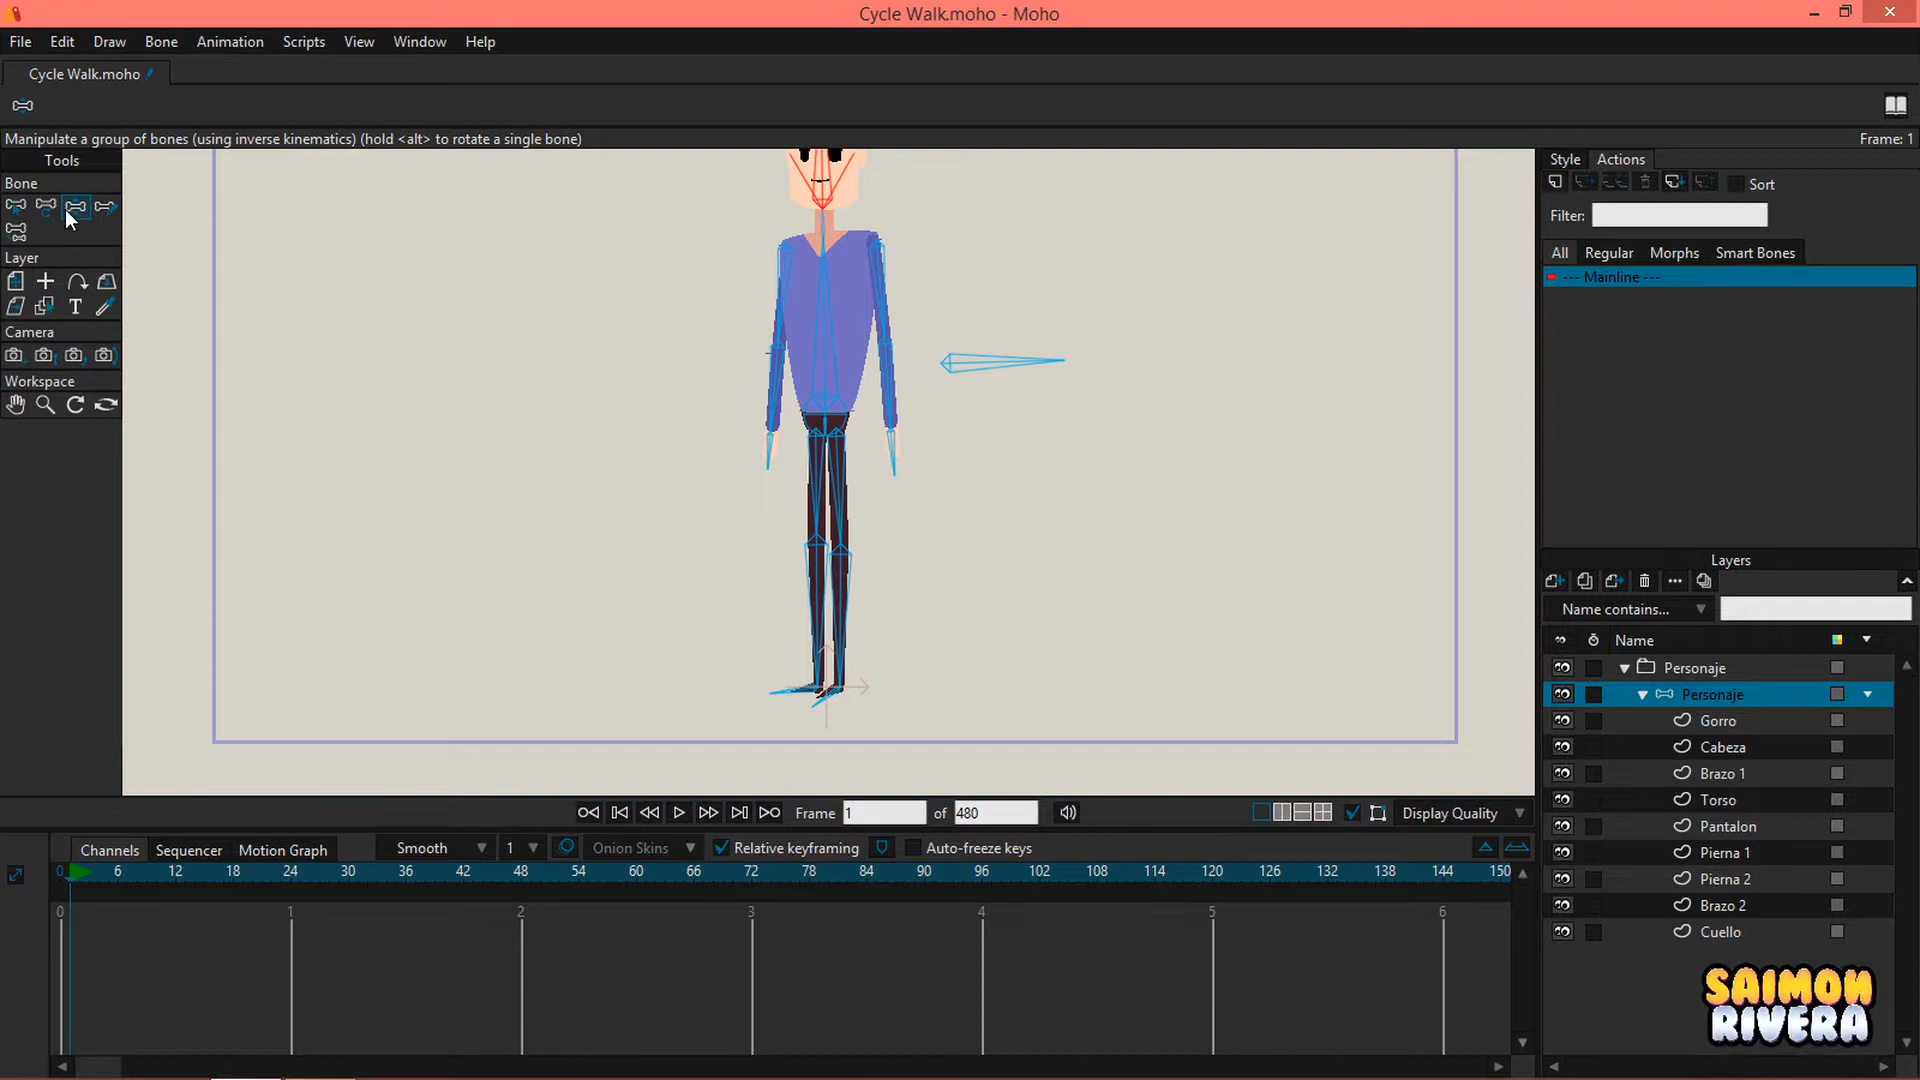 Cycle Walk.moho - Moho
File Edit Draw Bone Animation Scripts View Window Help
Cycle Walk.moho
Manipulate a group of bones (using inverse kinematics) (hold <alt> to rotate a single bone) Frame: 1
Tools
Bone
Layer
T
Camera
Workspace
Style Actions
Sort
Filter:
All Regular Morphs Smart Bones
--- Mainline ---
Layers
Name contains...
Name
Personaje
Personaje
Gorro
Cabeza
Brazo 1
Torso
Pantalon
Pierna 1
Pierna 2
Brazo 2
Cuello
Frame 1 of 480 Display Quality
Channels Sequencer Motion Graph Smooth 1 Onion Skins Relative keyframing Auto-freeze keys
0 6 12 18 24 30 36 42 48 54 60 66 72 78 84 90 96 102 108 114 120 126 132 138 144 150
0 1 2 3 4 5 6
SAIMON
RIVERA